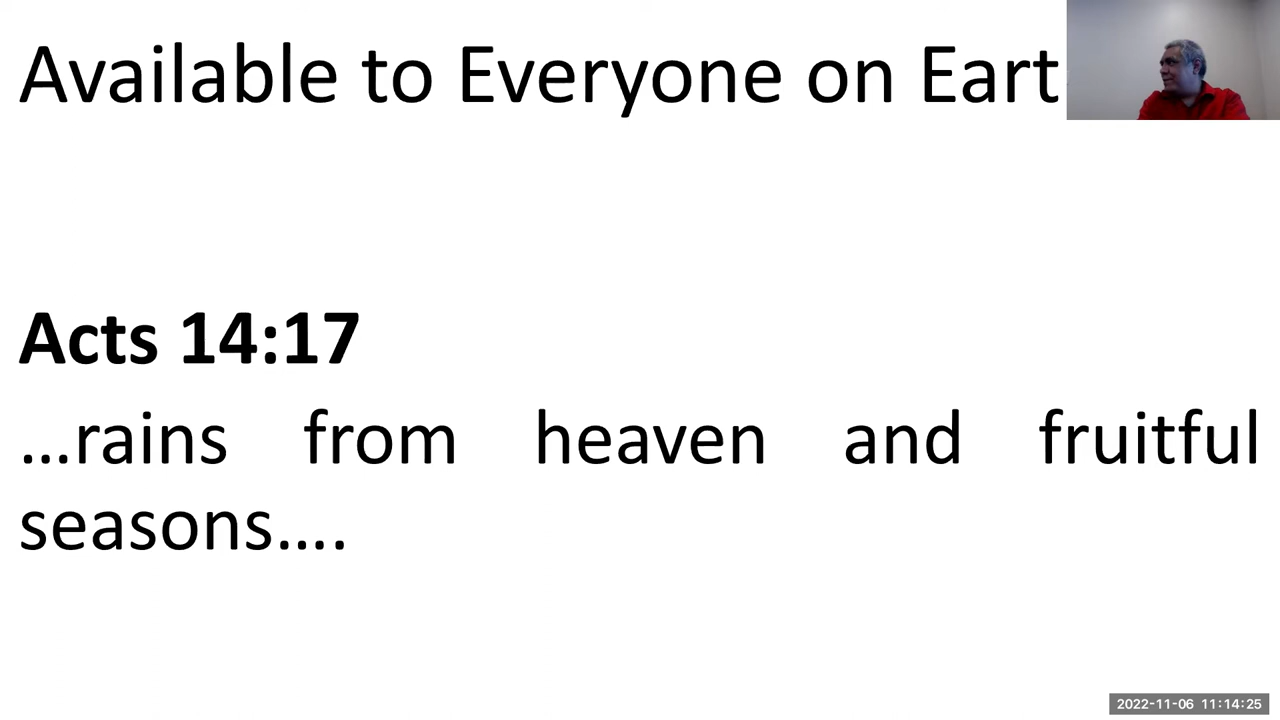 Available to Everyone on Eart
Acts 14:17
…rains from heaven and fruitful
seasons….
2022-11-06 11:14:25